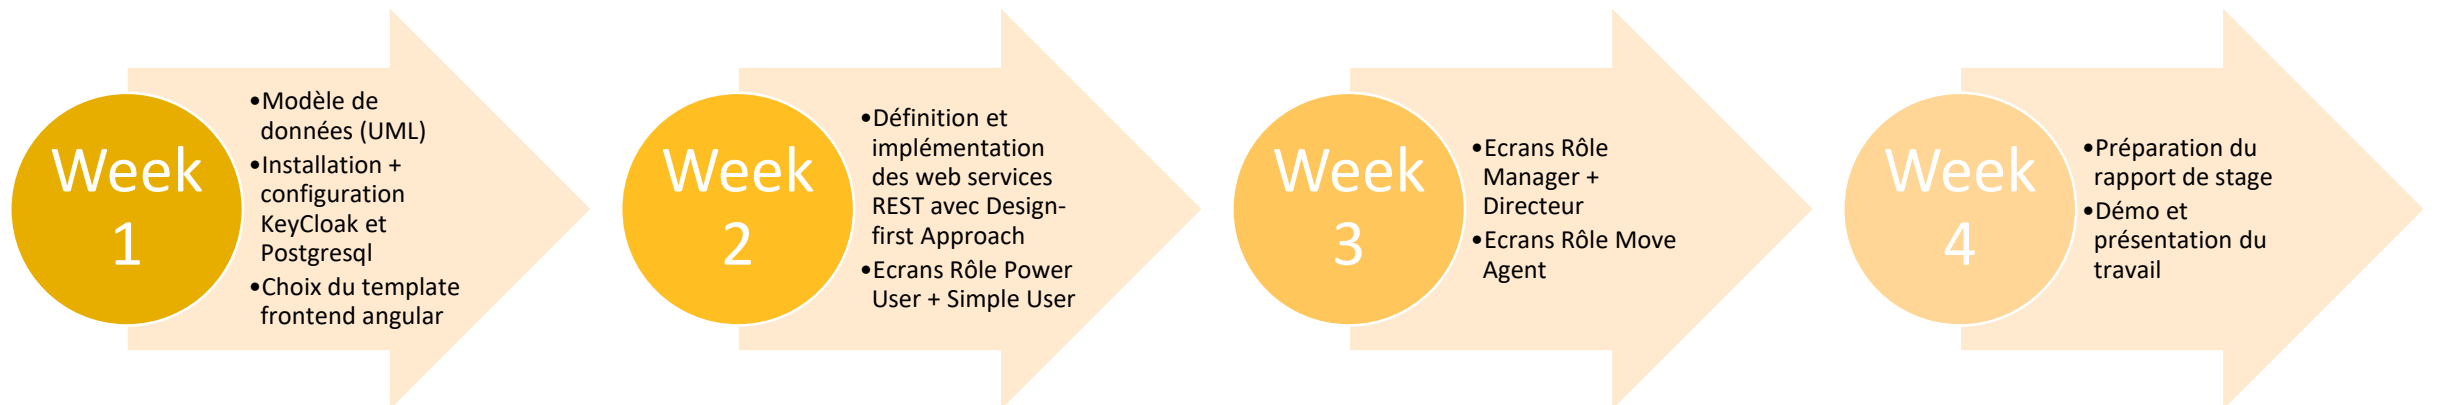 Week
1
•Modèle de
données (UML)
•Installation +
configuration
KeyCloak et
Postgresql
•Choix du template
frontend angular
Week
2
•Définition et
implémentation
des web services
REST avec Design-
first Approach
•Ecrans Rôle Power
User + Simple User
Week
3
•Ecrans Rôle
Manager +
Directeur
•Ecrans Rôle Move
Agent
Week
4
•Préparation du
rapport de stage
•Démo et
présentation du
travail